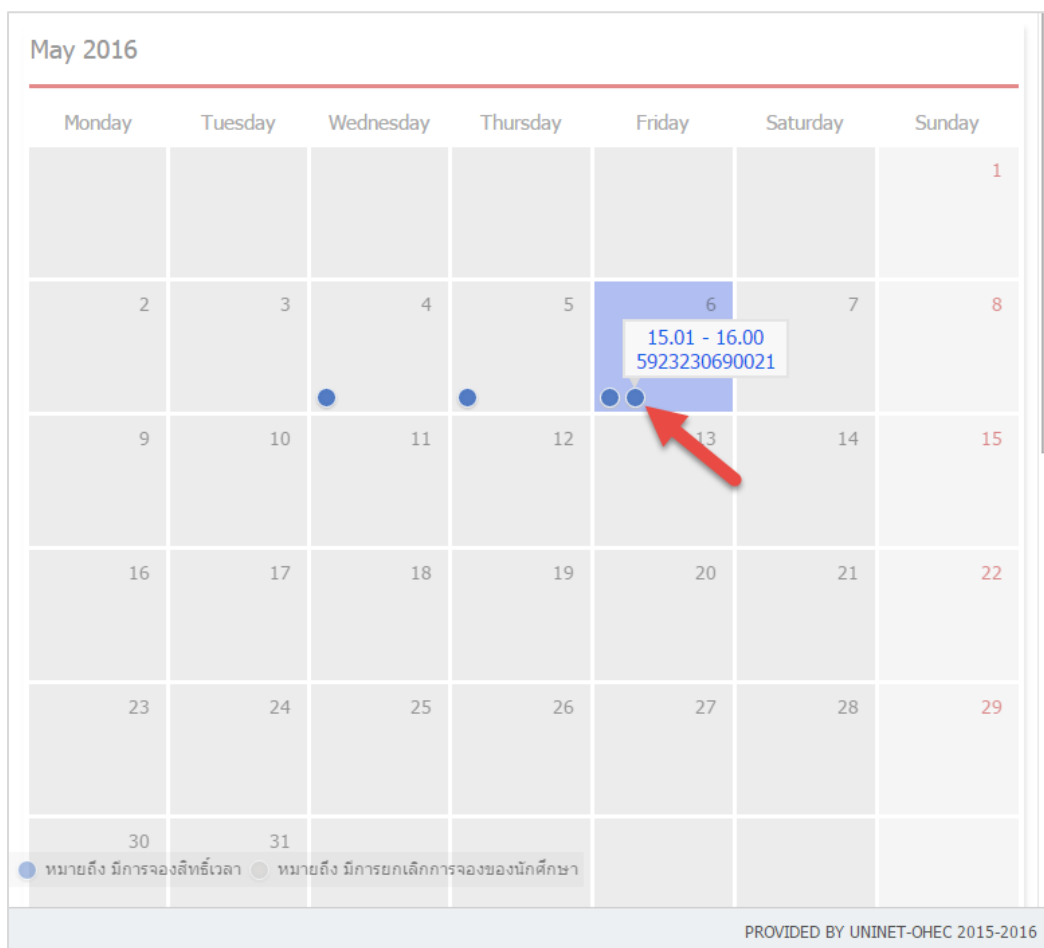 May 2016
Monday Tuesday Wednesday Thursday Friday Saturday Sunday
1
2 3 4 5 6 7 8
15.01 - 16.00
5923230690021
9 10 11 12 13 14 15
16 17 18 19 20 21 22
23 24 25 26 27 28 29
30 31
หมายถึง มีการจองสิทธิ์เวลา หมายถึง มีการยกเลิกการจองของนักศึกษา
PROVIDED BY UNINET-OHEC 2015-2016